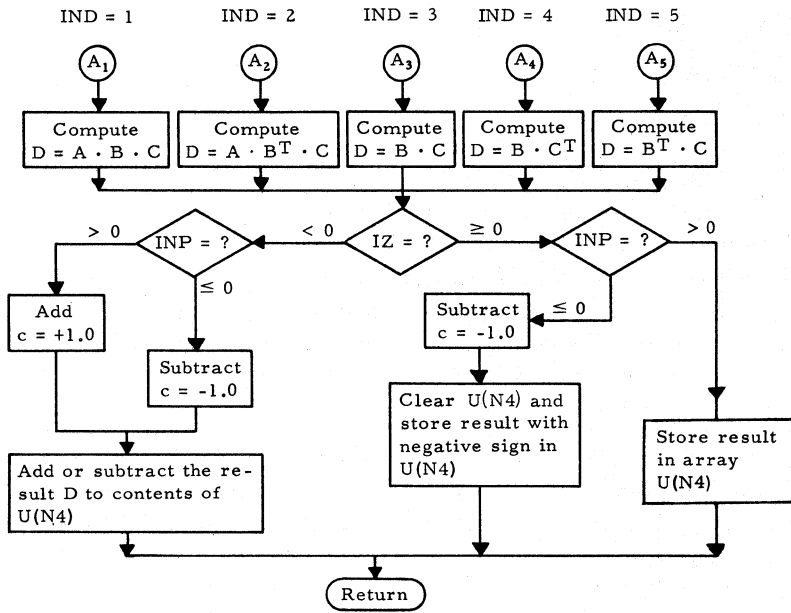 IND = 1
IND = 2
IND = 3
IND = 4
IND = 5
A1
A2
A3
A4
A5
Compute
D = A · B · C
Compute
D = A · Bᵀ · C
Compute
D = B · C
Compute
D = B · Cᵀ
Compute
D = Bᵀ · C
> 0
INP = ?
< 0
IZ = ?
≥ 0
INP = ?
> 0
≤ 0
≤ 0
Add
c = +1.0
Subtract
c = -1.0
Subtract
c = -1.0
Clear U(N4) and
store result with
negative sign in
U(N4)
Store result
in array
U(N4)
Add or subtract the re-
sult D to contents of
U(N4)
Return